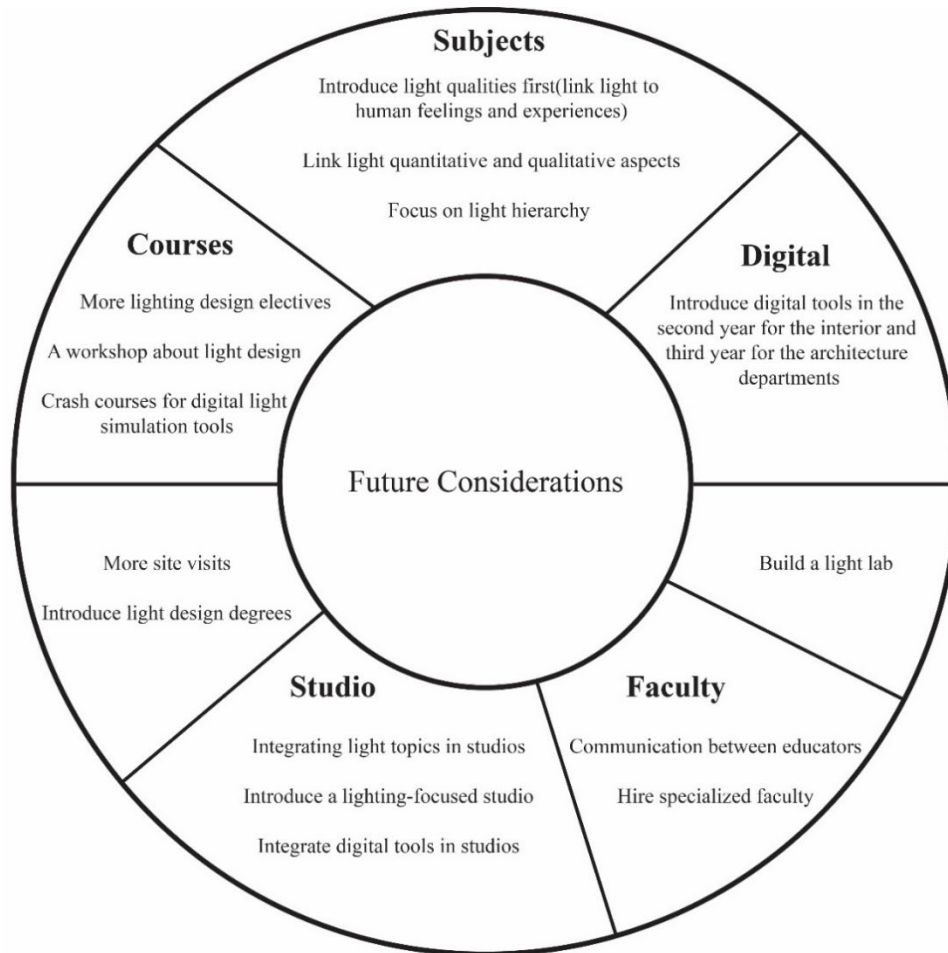 Subjects
Introduce light qualities first(link light to
human feelings and experiences)
Link light quantitative and qualitative aspects
Focus on light hierarchy
Courses
More lighting design electives
A workshop about light design
Crash courses for digital light
simulation tools
Digital
Introduce digital tools in the
second year for the interior and
third year for the architecture
departments
Future Considerations
More site visits
Introduce light design degrees
Build a light lab
Studio
Integrating light topics in studios
Introduce a lighting-focused studio
Integrate digital tools in studios
Faculty
Communication between educators
Hire specialized faculty